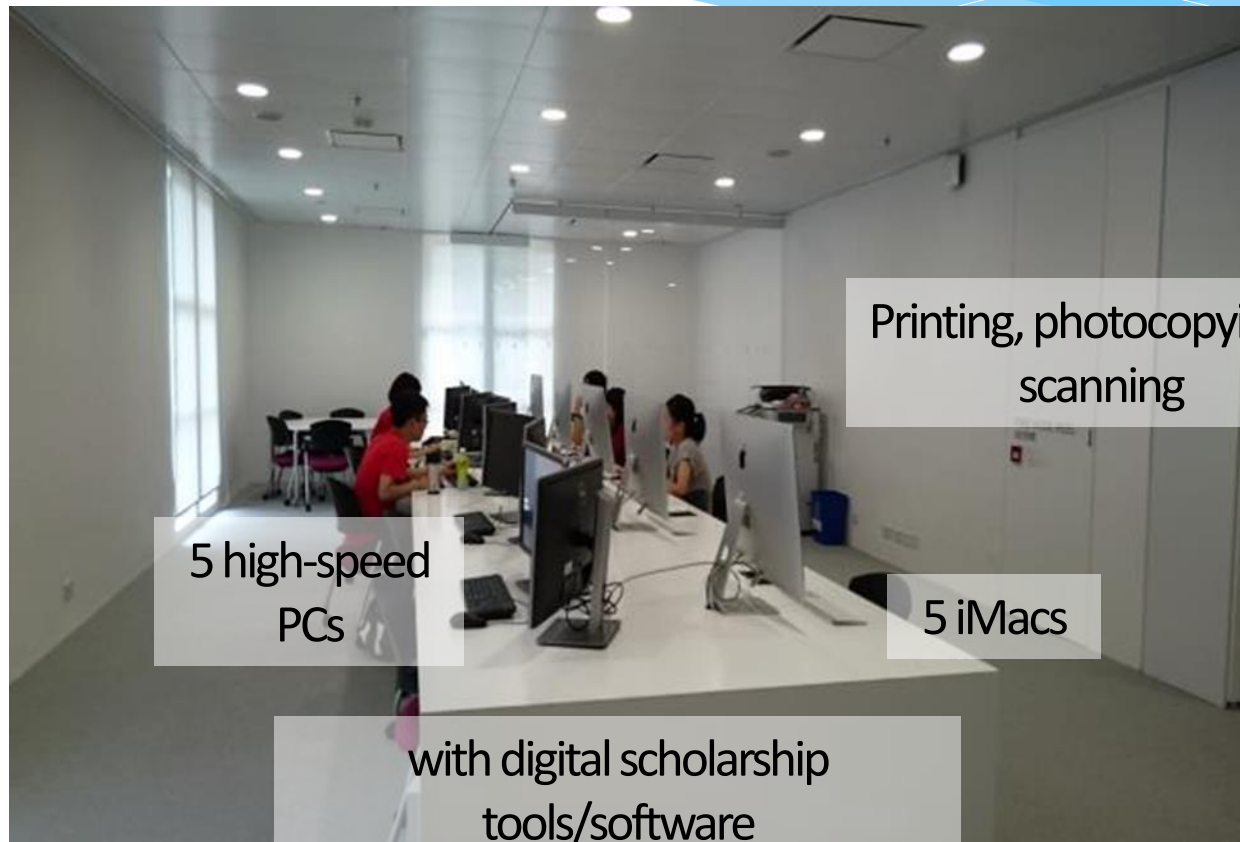 Printing, photocopyi
scanning
5 high-speed
PCs
5 iMacs
with digital scholarship
tools/software